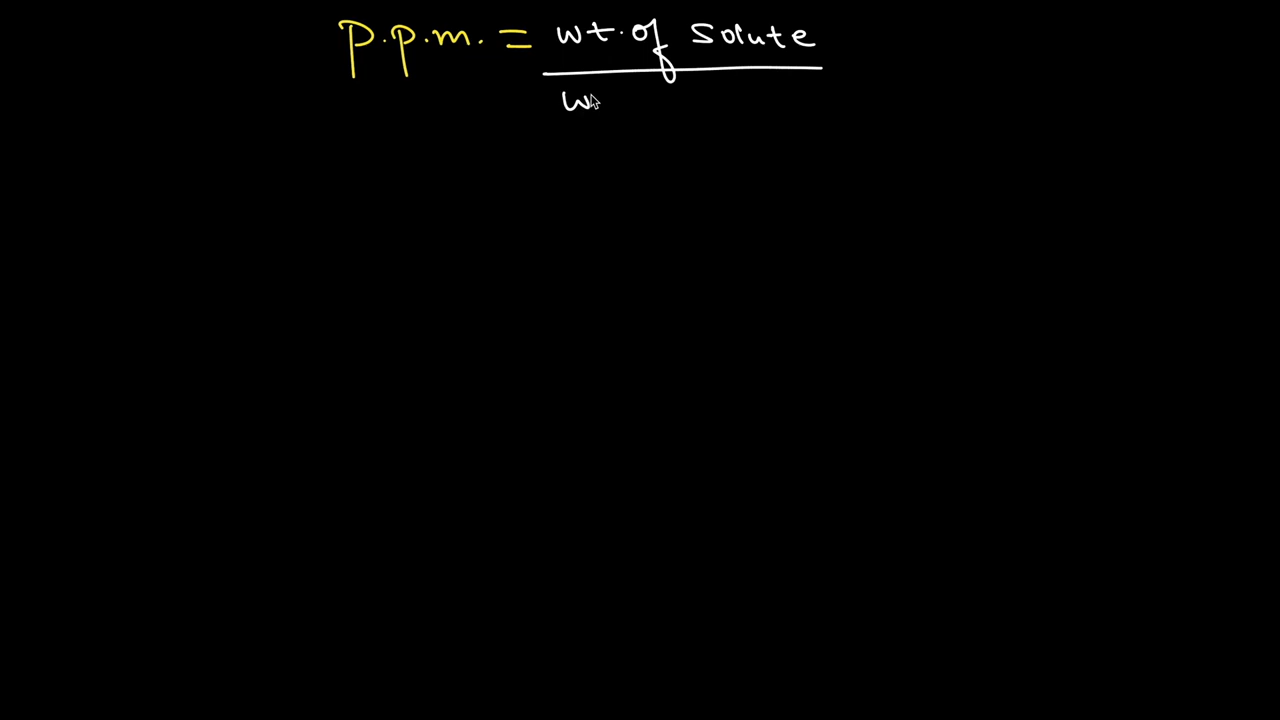 P.p.m. = wt. of solute
w